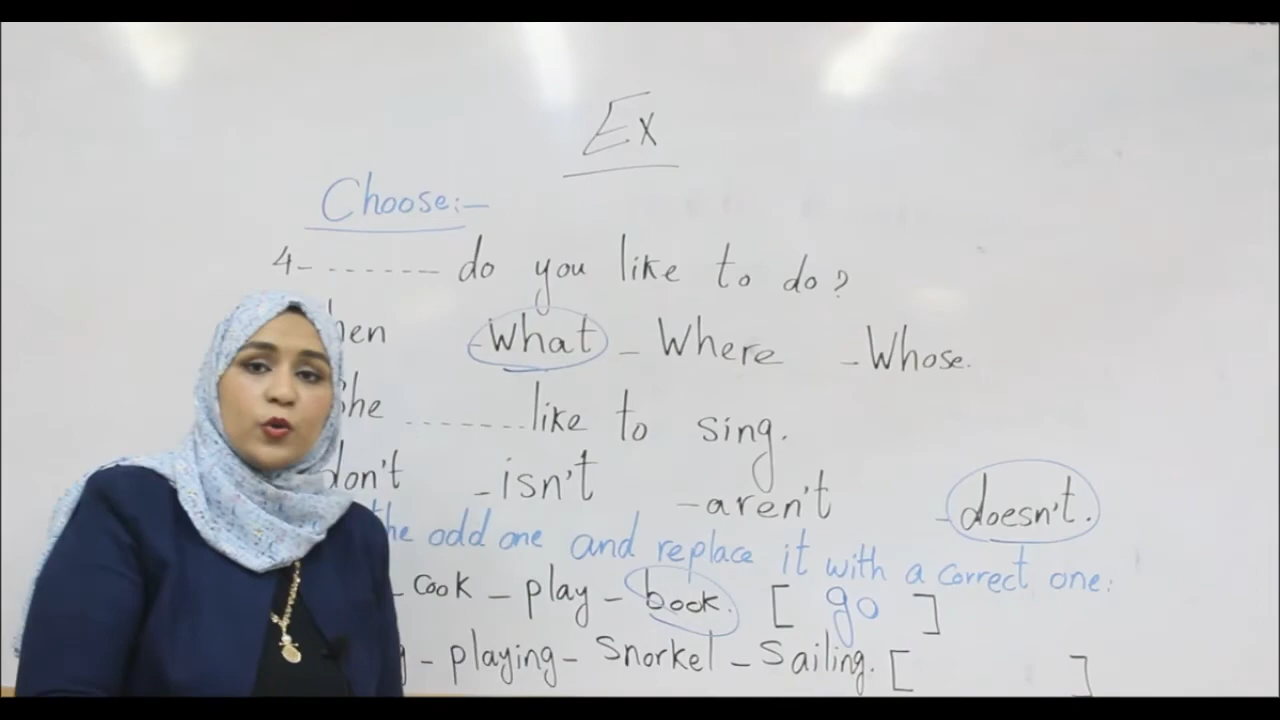 Ex
Choose:-
4- ------- do you like to do?
hen -What - Where - Whose.
he -------- like to sing.
don't - isn't - aren't - doesn't.
the odd one and replace it with a correct one:
- cook - play - book. [ go ]
g - playing - Snorkel - Sailing. [ ]